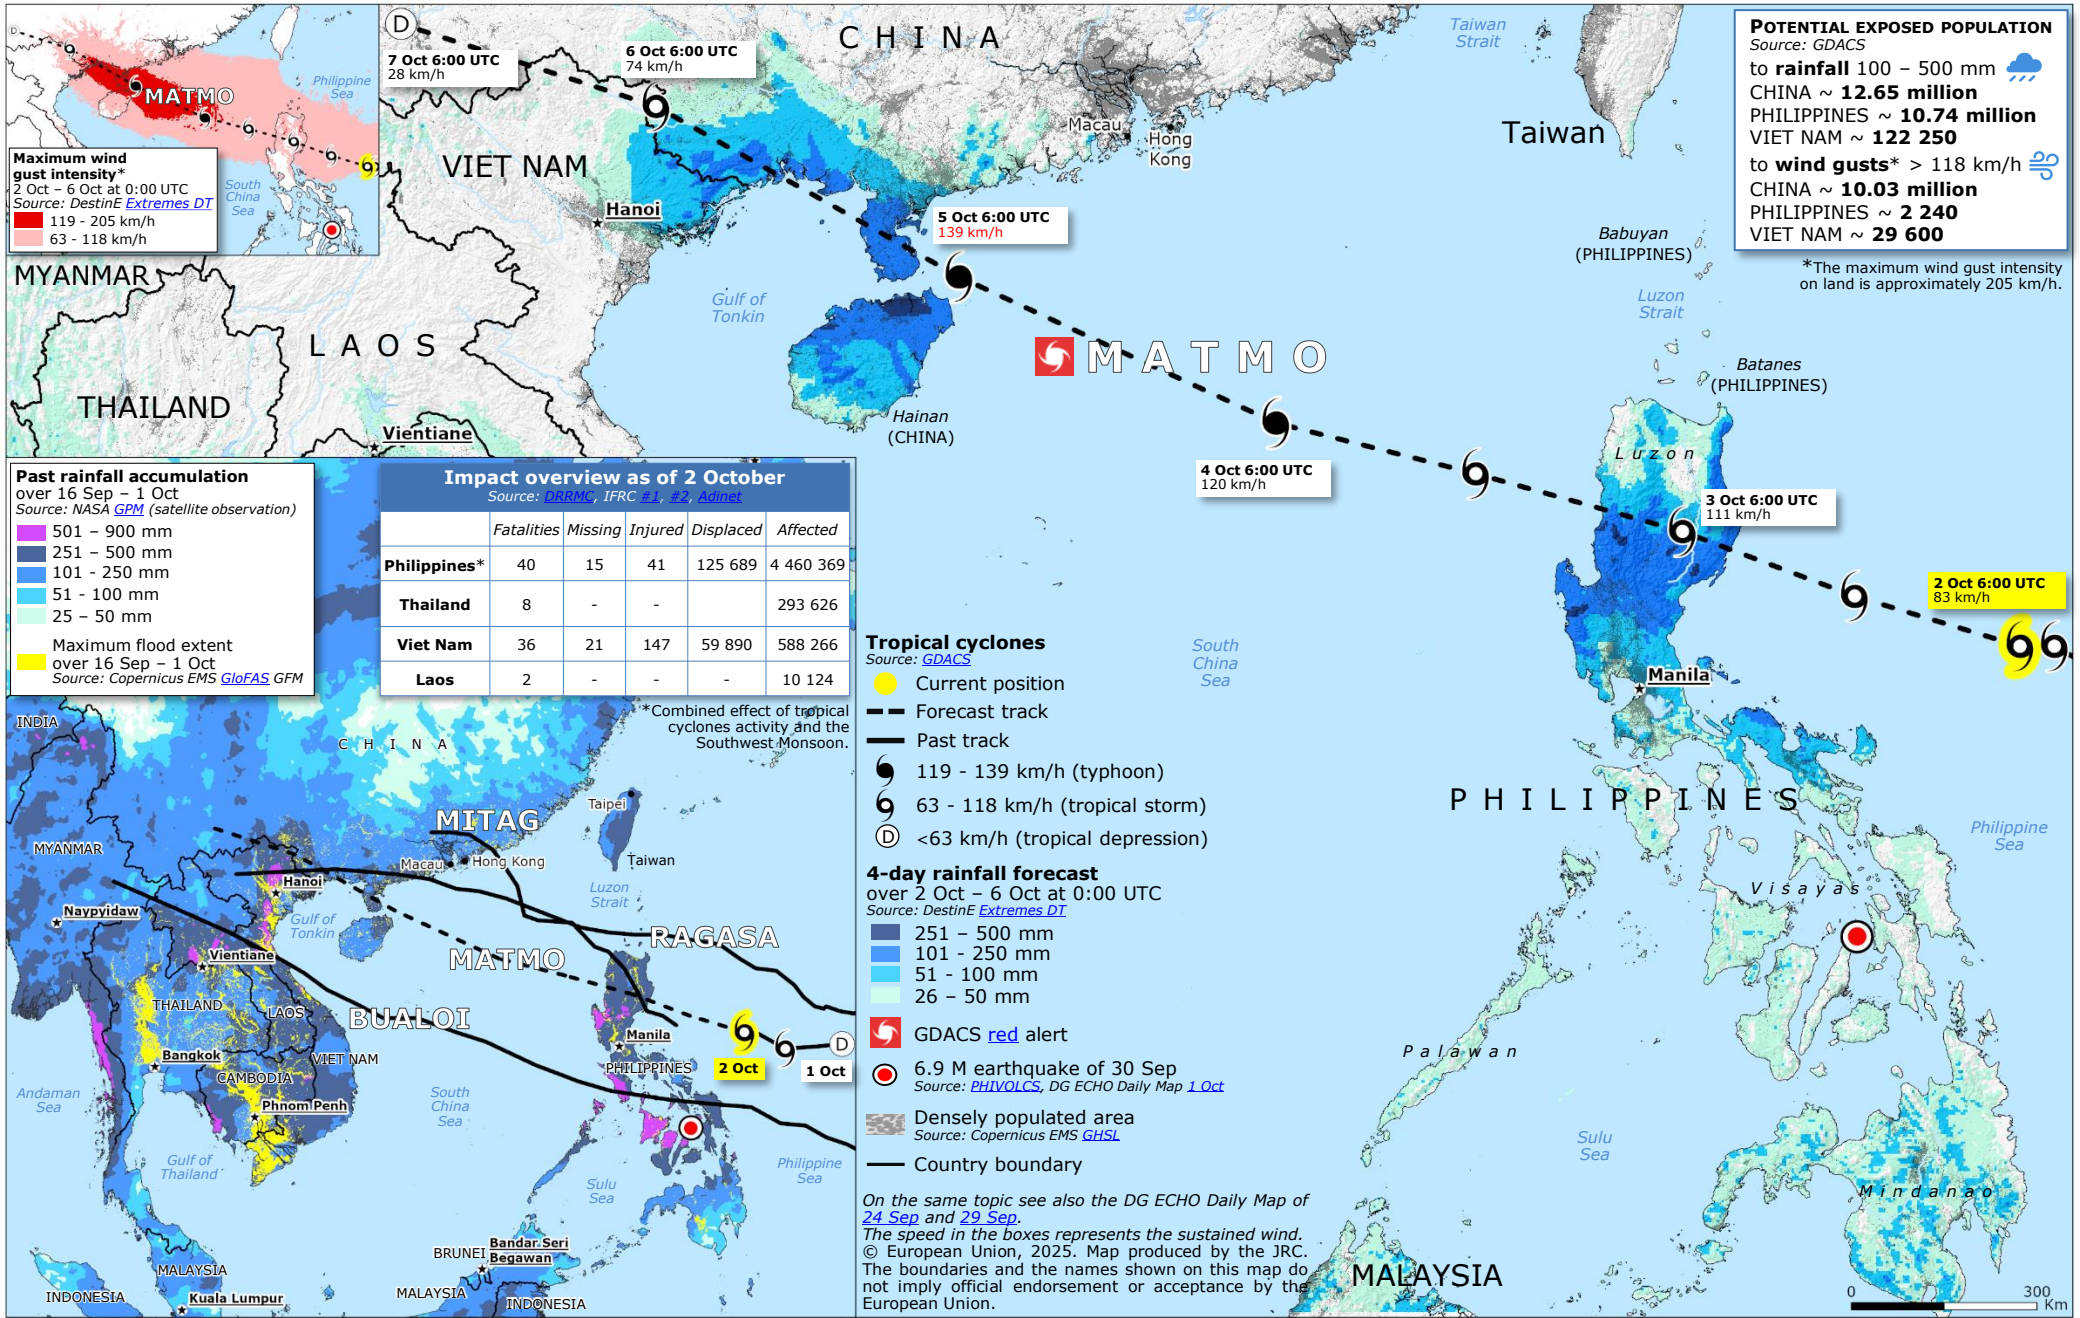 D
7 Oct 6:00 UTC
28 km/h
6 Oct 6:00 UTC
74 km/h
CHINA
Taiwan
Strait
Taiwan
Macau
Hong
Kong
VIET NAM
Hanoi
5 Oct 6:00 UTC
139 km/h
Gulf of
Tonkin
MATMO
Hainan
(CHINA)
4 Oct 6:00 UTC
120 km/h
Babuyan
(PHILIPPINES)
Luzon
Strait
Batanes
(PHILIPPINES)
Luzon
3 Oct 6:00 UTC
111 km/h
2 Oct 6:00 UTC
83 km/h
MYANMAR
LAOS
THAILAND
Vientiane
South
China
Sea
Manila
PHILIPPINES
Philippine
Sea
Visayas
Palawan
Sulu
Sea
Mindanao
MALAYSIA
0 300
Km
POTENTIAL EXPOSED POPULATION
Source: GDACS
to rainfall 100 – 500 mm
CHINA ~ 12.65 million
PHILIPPINES ~ 10.74 million
VIET NAM ~ 122 250
to wind gusts* > 118 km/h
CHINA ~ 10.03 million
PHILIPPINES ~ 2 240
VIET NAM ~ 29 600
*The maximum wind gust intensity
on land is approximately 205 km/h.
D
MATMO
Philippine
Sea
South
China
Sea
Maximum wind
gust intensity*
2 Oct – 6 Oct at 0:00 UTC
Source: DestinE Extremes DT
119 - 205 km/h
63 - 118 km/h
Past rainfall accumulation
over 16 Sep – 1 Oct
Source: NASA GPM (satellite observation)
501 – 900 mm
251 – 500 mm
101 - 250 mm
51 - 100 mm
25 – 50 mm
Maximum flood extent
over 16 Sep – 1 Oct
Source: Copernicus EMS GloFAS GFM
Impact overview as of 2 October
Source: DRRMC, IFRC #1, #2, Adinet
Fatalities Missing Injured Displaced Affected
Philippines* 40 15 41 125 689 4 460 369
Thailand 8 - - 293 626
Viet Nam 36 21 147 59 890 588 266
Laos 2 - - - 10 124
*Combined effect of tropical
cyclones activity and the
Southwest Monsoon.
INDIA
CHINA
MITAG
Taipei
MYANMAR
Macau
Hong Kong
Taiwan
Hanoi
Luzon
Strait
Naypyidaw
Gulf of
Tonkin
RAGASA
Vientiane
MATMO
THAILAND
LAOS
BUALOI
Manila
D
Bangkok
VIET NAM
PHILIPPINES
2 Oct
1 Oct
CAMBODIA
Andaman
Sea
Phnom Penh
South
China
Sea
Gulf of
Thailand
Philippine
Sea
Sulu
Sea
BRUNEI
Bandar Seri
Begawan
MALAYSIA
MALAYSIA
INDONESIA
Kuala Lumpur
INDONESIA
Tropical cyclones
Source: GDACS
Current position
Forecast track
Past track
119 - 139 km/h (typhoon)
63 - 118 km/h (tropical storm)
D <63 km/h (tropical depression)
4-day rainfall forecast
over 2 Oct – 6 Oct at 0:00 UTC
Source: DestinE Extremes DT
251 – 500 mm
101 - 250 mm
51 - 100 mm
26 – 50 mm
GDACS red alert
6.9 M earthquake of 30 Sep
Source: PHIVOLCS, DG ECHO Daily Map 1 Oct
Densely populated area
Source: Copernicus EMS GHSL
Country boundary
On the same topic see also the DG ECHO Daily Map of
24 Sep and 29 Sep.
The speed in the boxes represents the sustained wind.
© European Union, 2025. Map produced by the JRC.
The boundaries and the names shown on this map do
not imply official endorsement or acceptance by the
European Union.